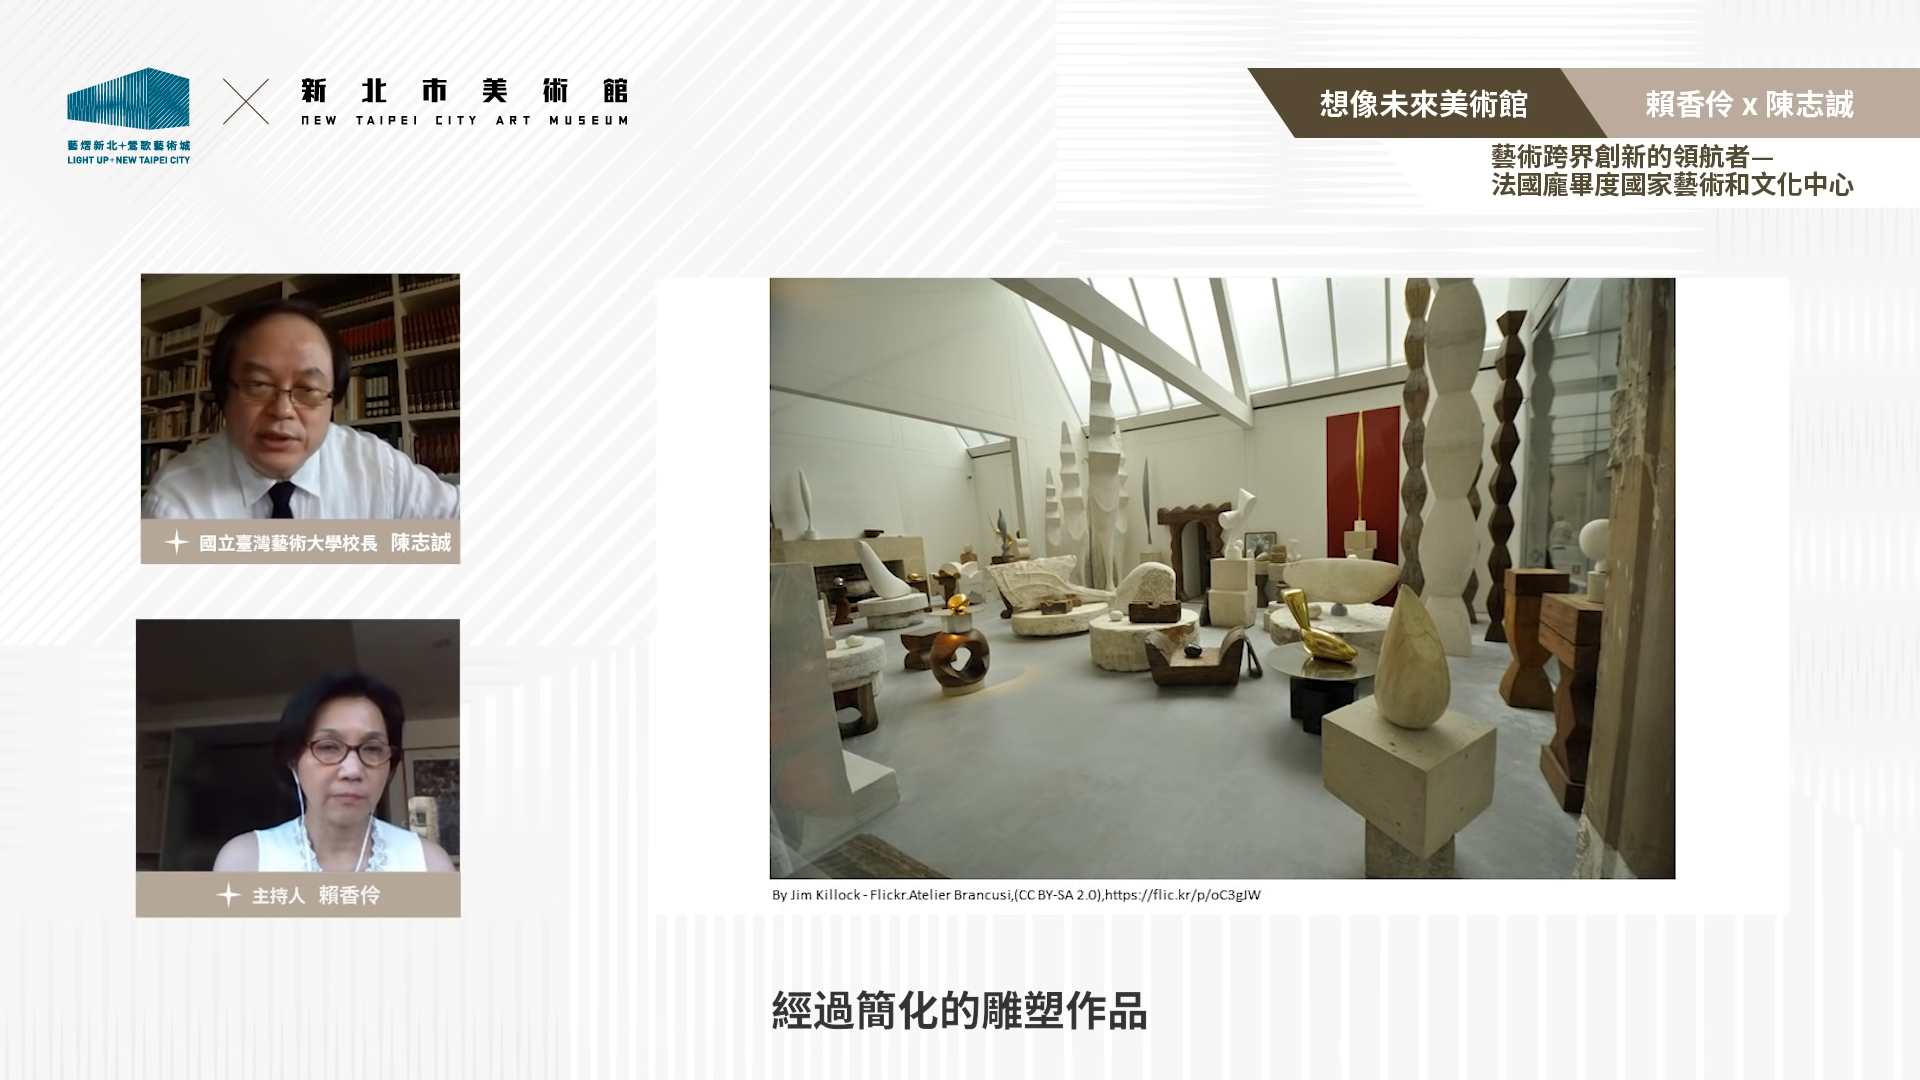 藝熠新北+鶯歌藝術城
LIGHT UP+NEW TAIPEI CITY
新北市美術館
NEW TAIPEI CITY ART MUSEUM
想像未來美術館
賴香伶 x 陳志誠
藝術跨界創新的領航者—
法國龐畢度國家藝術和文化中心
國立臺灣藝術大學校長 陳志誠
主持人 賴香伶
By Jim Killock - Flickr.Atelier Brancusi,(CC BY-SA 2.0),https://flic.kr/p/oC3gJW
經過簡化的雕塑作品